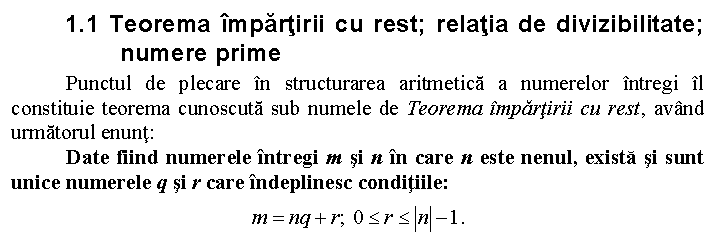 1.1 Teorema împărţirii cu rest; relaţia de divizibilitate;
numere prime
Punctul de plecare în structurarea aritmetică a numerelor întregi îl
constituie teorema cunoscută sub numele de Teorema împărţirii cu rest, având
următorul enunţ:
Date fiind numerele întregi m şi n în care n este nenul, există şi sunt
unice numerele q şi r care îndeplinesc condiţiile:
m = nq + r; 0 ≤ r ≤ |n| − 1.